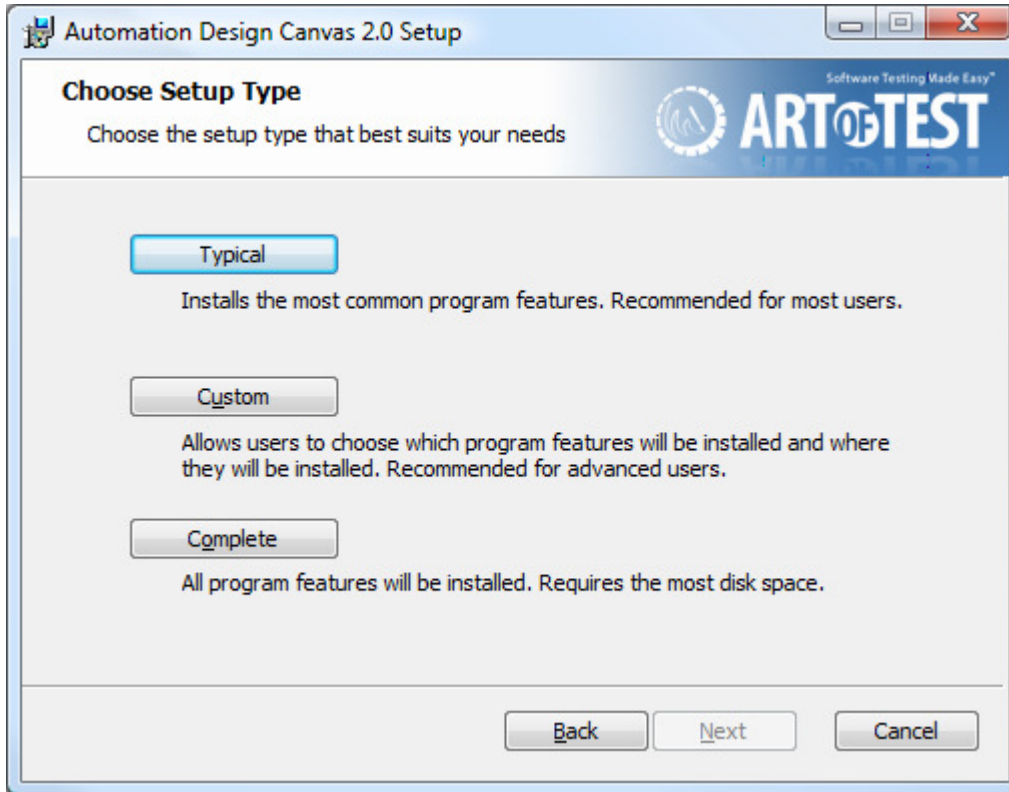 Automation Design Canvas 2.0 Setup
Choose Setup Type
Choose the setup type that best suits your needs
Software Testing Made Easy™
ART OF TEST
Typical
Installs the most common program features. Recommended for most users.
Custom
Allows users to choose which program features will be installed and where
they will be installed. Recommended for advanced users.
Complete
All program features will be installed. Requires the most disk space.
Back
Next
Cancel